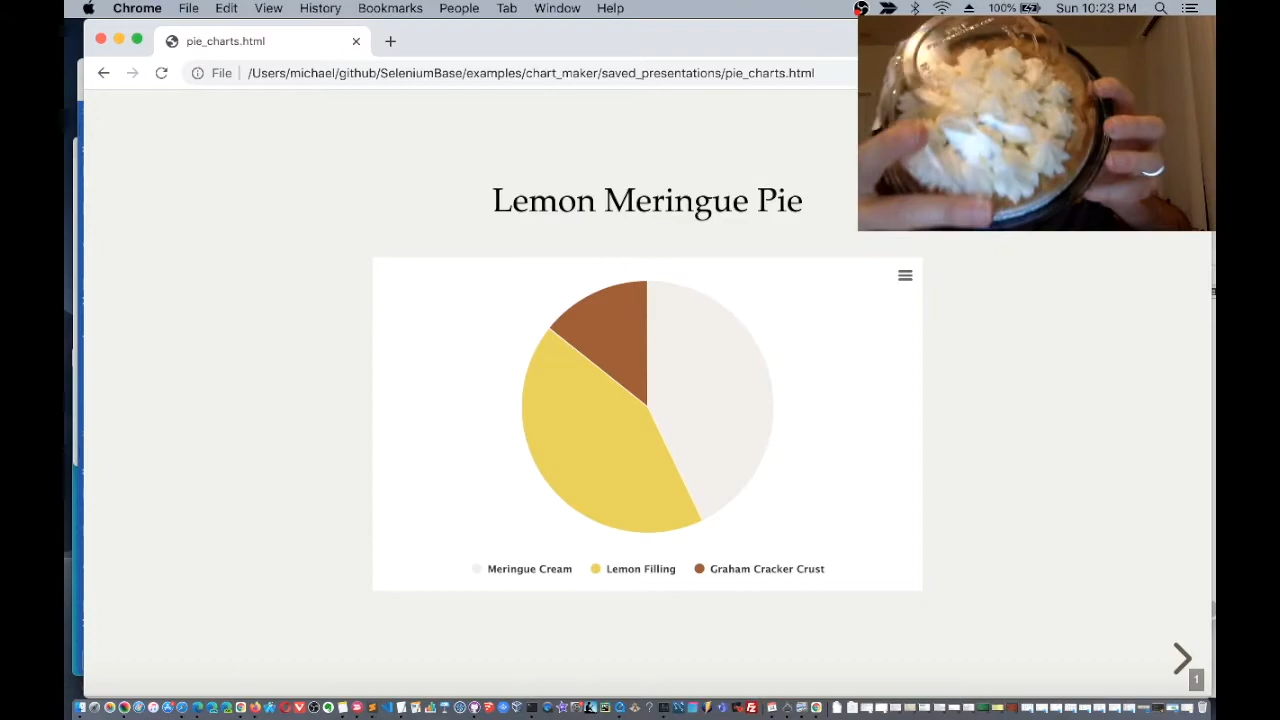 Chrome File Edit View History Bookmarks People Tab Window Help 100% Sun 10:23 PM
pie_charts.html
File /Users/michael/github/SeleniumBase/examples/chart_maker/saved_presentations/pie_charts.html
Lemon Meringue Pie
Meringue Cream Lemon Filling Graham Cracker Crust
1